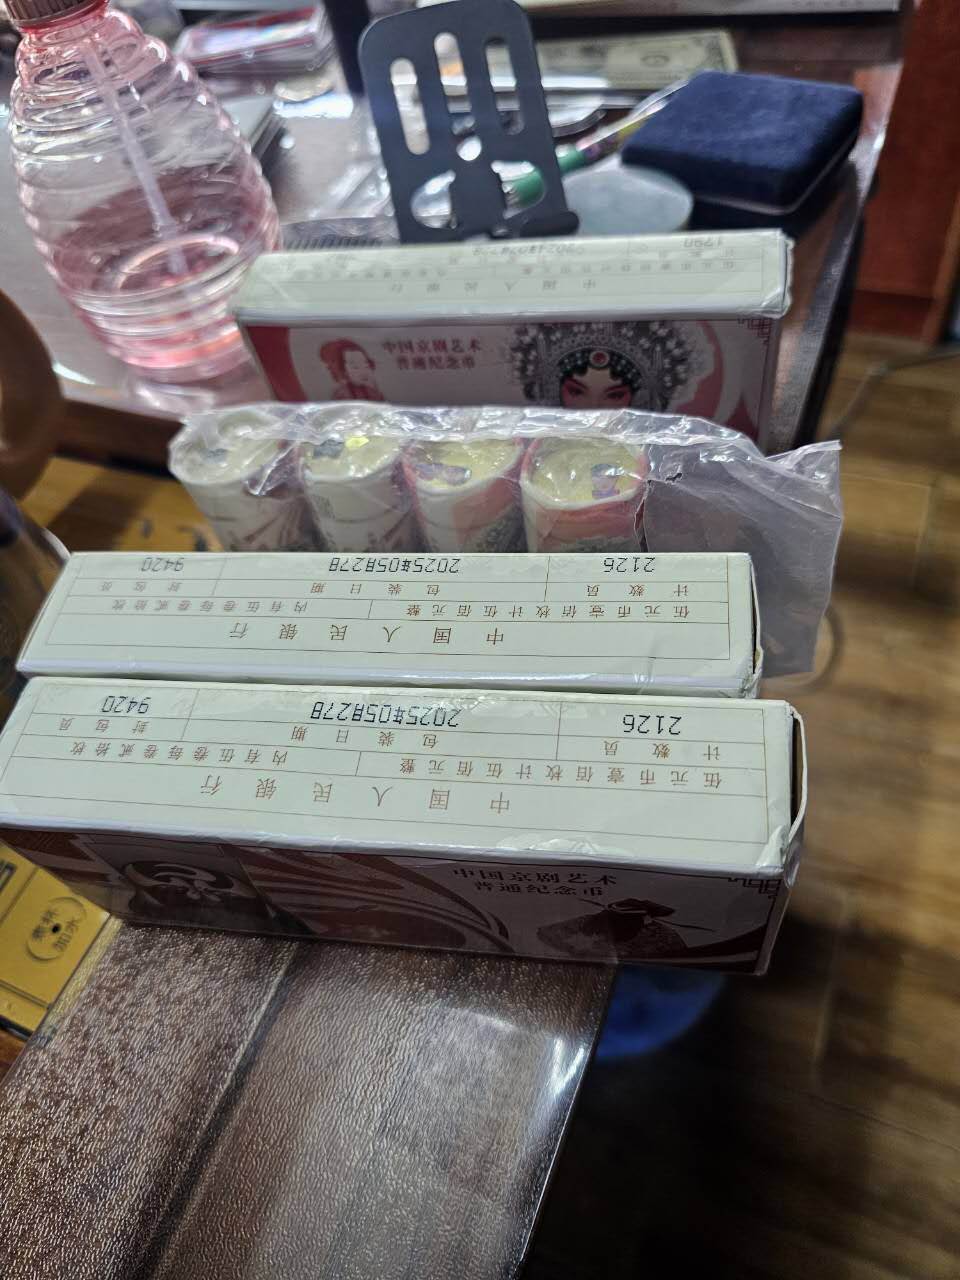 中国人民银行
中国京剧艺术
普通纪念币
中国人民银行
伍元币壹佰枚计伍佰元整 内有伍卷每卷贰拾枚
计数员 包装日期 封包员
2126 2025年05月27日 9420
中国人民银行
伍元币壹佰枚计伍佰元整 内有伍卷每卷贰拾枚
计数员 包装日期 封包员
2126 2025年05月27日 9420
中国京剧艺术
普通纪念币